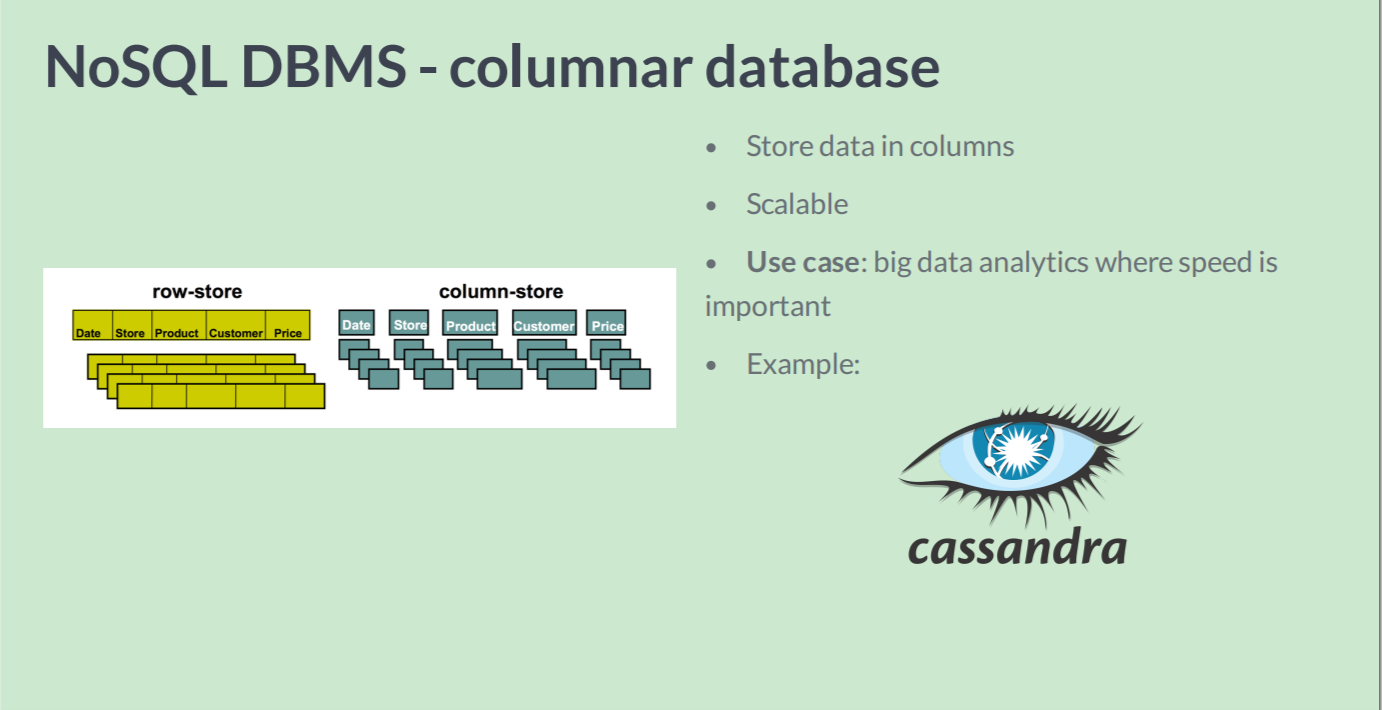 NoSQL DBMS - columnar database
• Store data in columns
• Scalable
• Use case: big data analytics where speed is
important
• Example:
row-store
Date Store Product Customer Price
column-store
Date Store Product Customer Price
cassandra